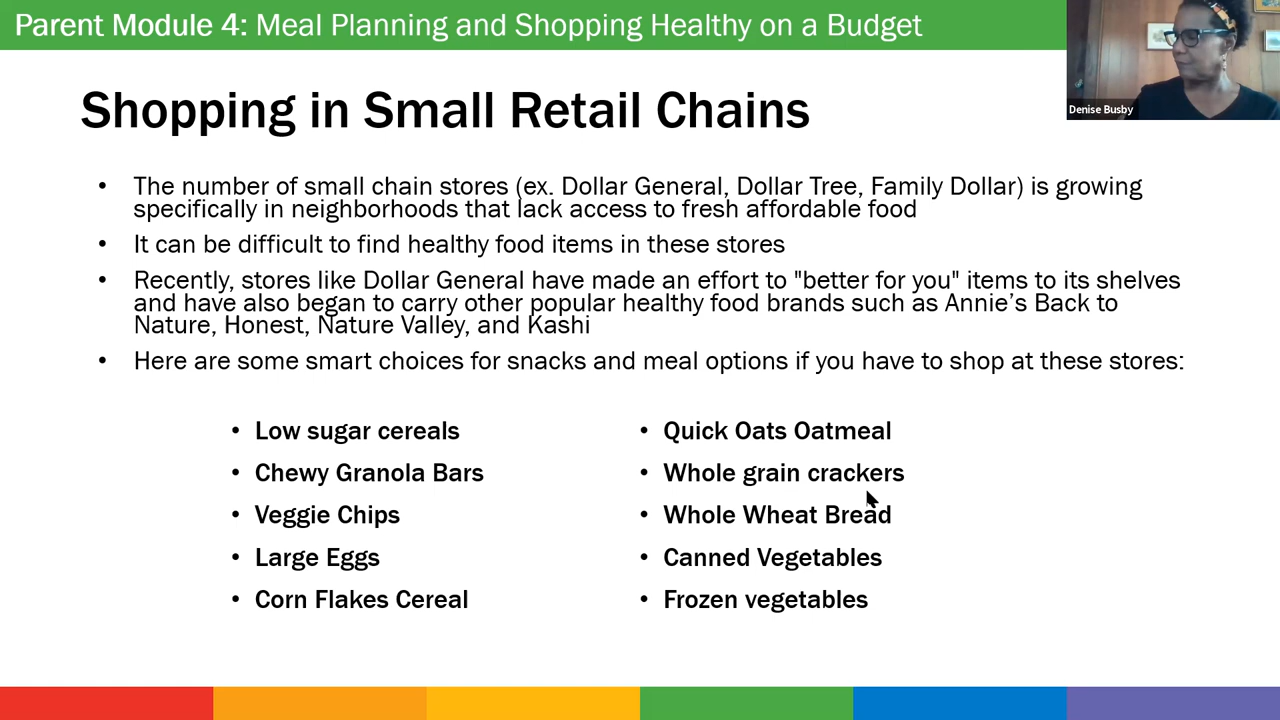 Parent Module 4: Meal Planning and Shopping Healthy on a Budget
Denise Busby
Shopping in Small Retail Chains
• The number of small chain stores (ex. Dollar General, Dollar Tree, Family Dollar) is growing
specifically in neighborhoods that lack access to fresh affordable food
• It can be difficult to find healthy food items in these stores
• Recently, stores like Dollar General have made an effort to "better for you" items to its shelves
and have also began to carry other popular healthy food brands such as Annie’s Back to
Nature, Honest, Nature Valley, and Kashi
• Here are some smart choices for snacks and meal options if you have to shop at these stores:
• Low sugar cereals
• Chewy Granola Bars
• Veggie Chips
• Large Eggs
• Corn Flakes Cereal
• Quick Oats Oatmeal
• Whole grain crackers
• Whole Wheat Bread
• Canned Vegetables
• Frozen vegetables